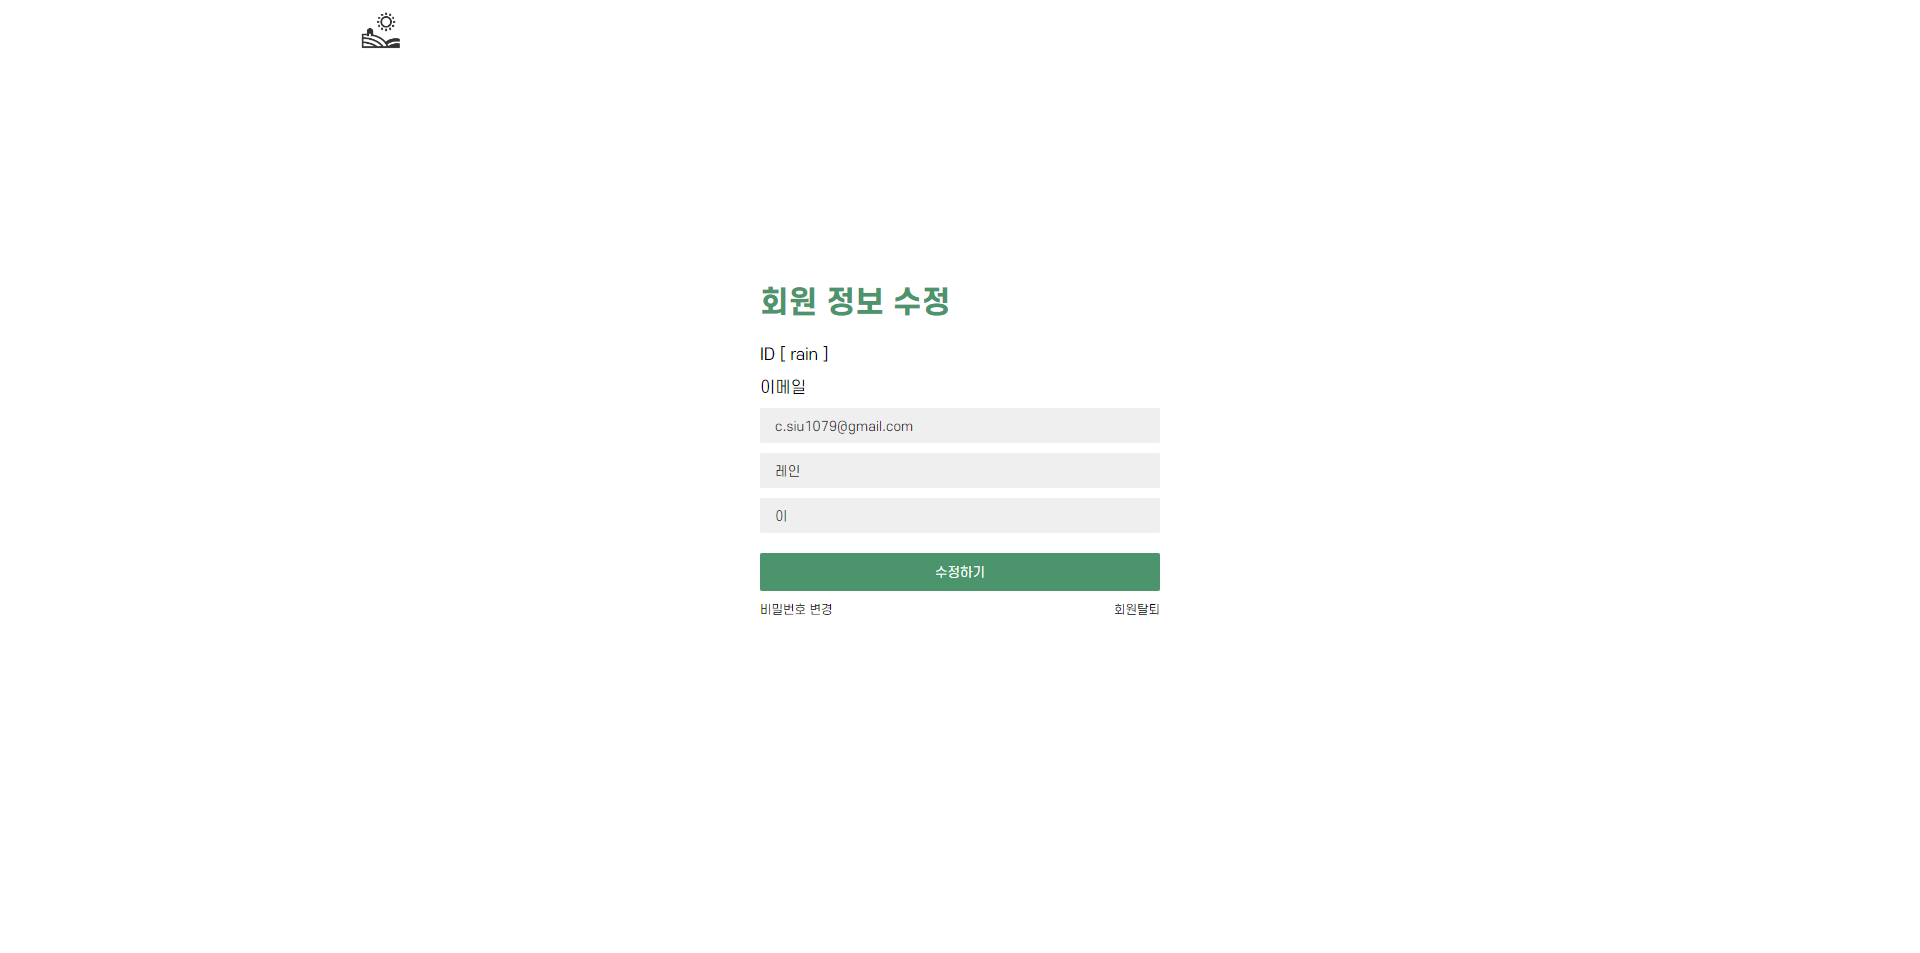 회원 정보 수정
ID [ rain ]
이메일
c.siu1079@gmail.com
레인
이
수정하기
비밀번호 변경 회원탈퇴